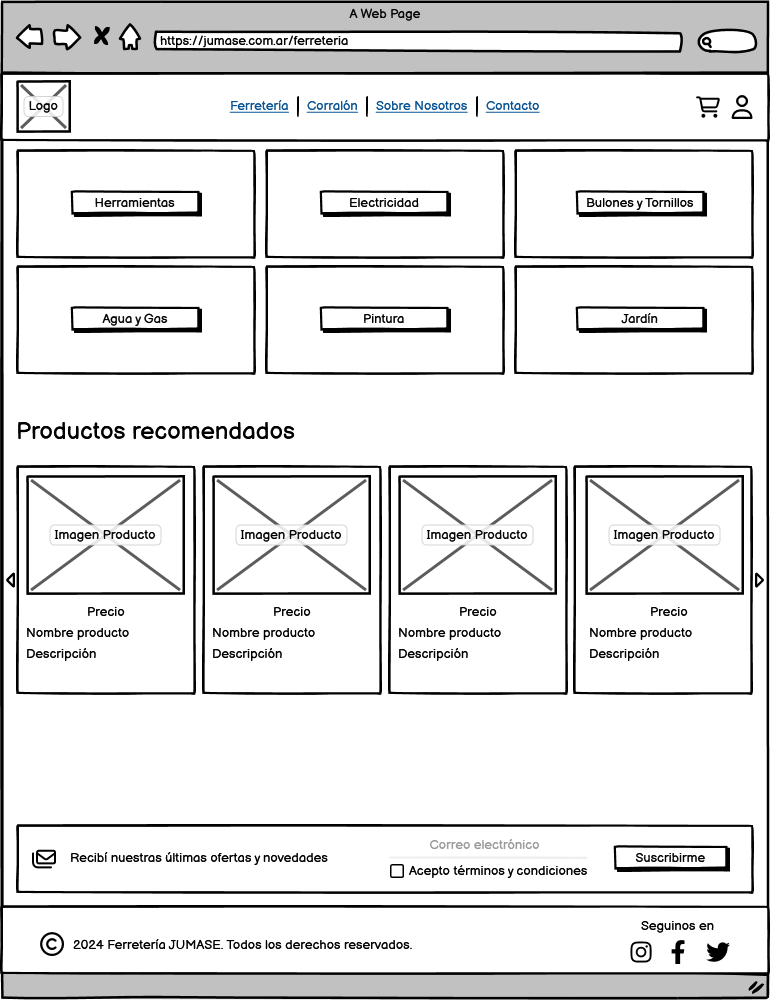 A Web Page
https://jumase.com.ar/ferreteria
Logo
Ferretería
Corralón
Sobre Nosotros
Contacto
Herramientas
Electricidad
Bulones y Tornillos
Agua y Gas
Pintura
Jardín
Productos recomendados
Imagen Producto
Imagen Producto
Imagen Producto
Imagen Producto
Precio
Precio
Precio
Precio
Nombre producto
Nombre producto
Nombre producto
Nombre producto
Descripción
Descripción
Descripción
Descripción
Recibí nuestras últimas ofertas y novedades
Correo electrónico
Acepto términos y condiciones
Suscribirme
© 2024 Ferretería JUMASE. Todos los derechos reservados.
Seguinos en